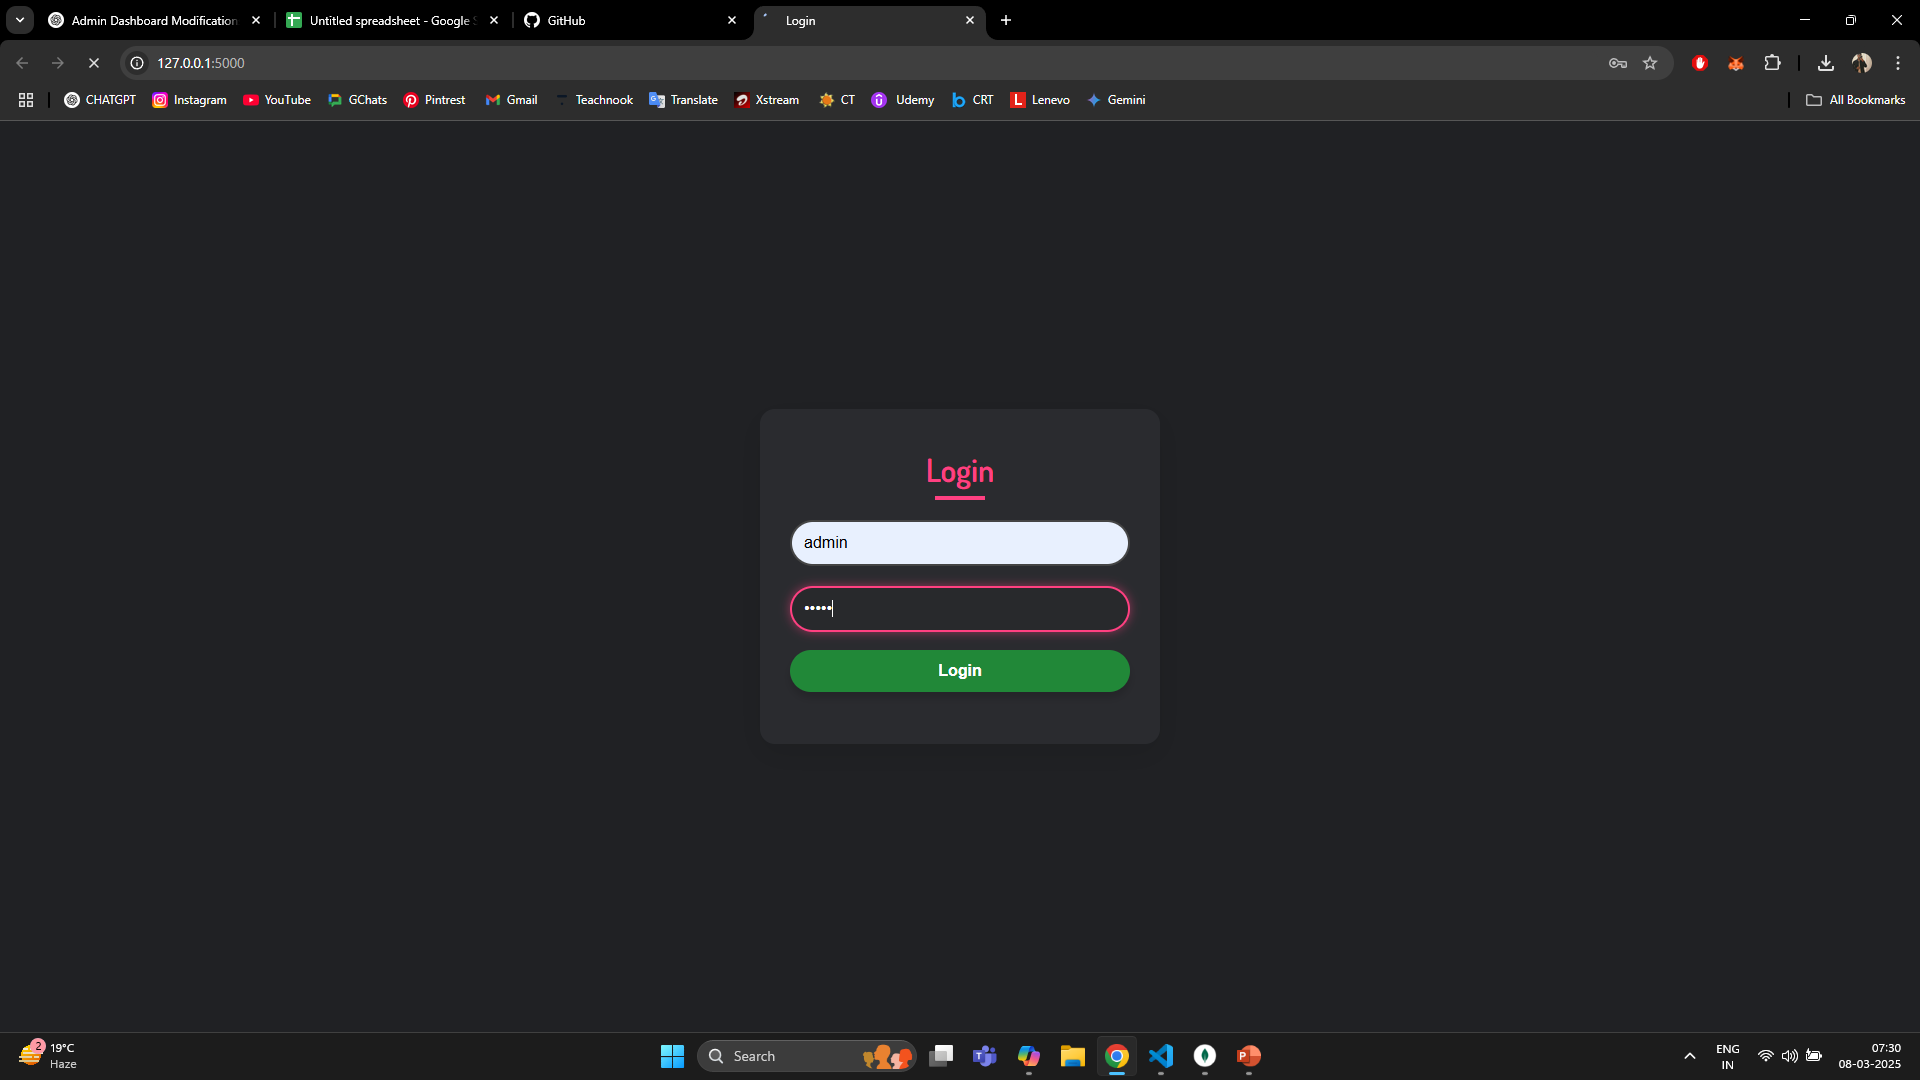 Admin Dashboard Modification
Untitled spreadsheet - Google S
GitHub
Login
127.0.0.1:5000
CHATGPT
Instagram
YouTube
GChats
Pintrest
Gmail
Teachnook
Translate
Xstream
CT
Udemy
CRT
Lenevo
Gemini
All Bookmarks
Login
admin
•••••
Login
2
19°C
Haze
Search
ENG
IN
07:30
08-03-2025